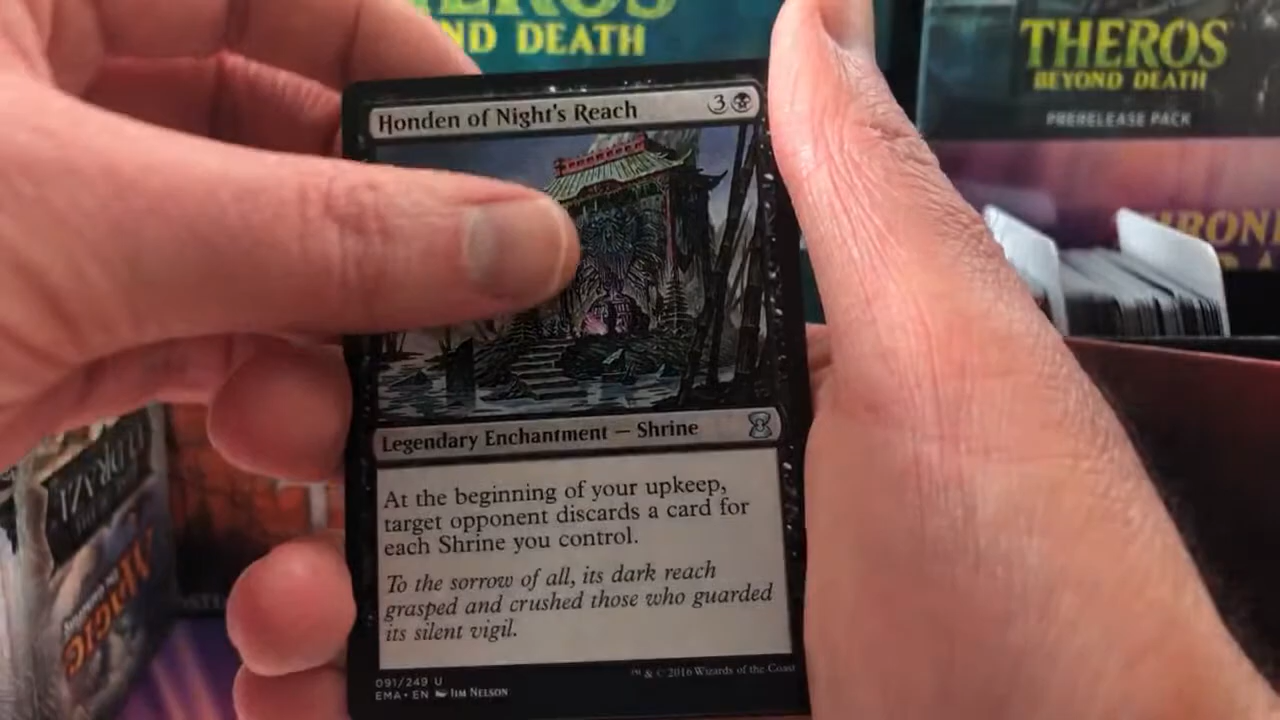 THEROS
ND DEATH
THEROS
BEYOND DEATH
PRERELEASE PACK
Honden of Night's Reach
3
Legendary Enchantment — Shrine
At the beginning of your upkeep,
target opponent discards a card for
each Shrine you control.
To the sorrow of all, its dark reach
grasped and crushed those who guarded
its silent vigil.
091/249 U
EMA • EN JIM NELSON
™ & © 2016 Wizards of the Coast
MAGIC